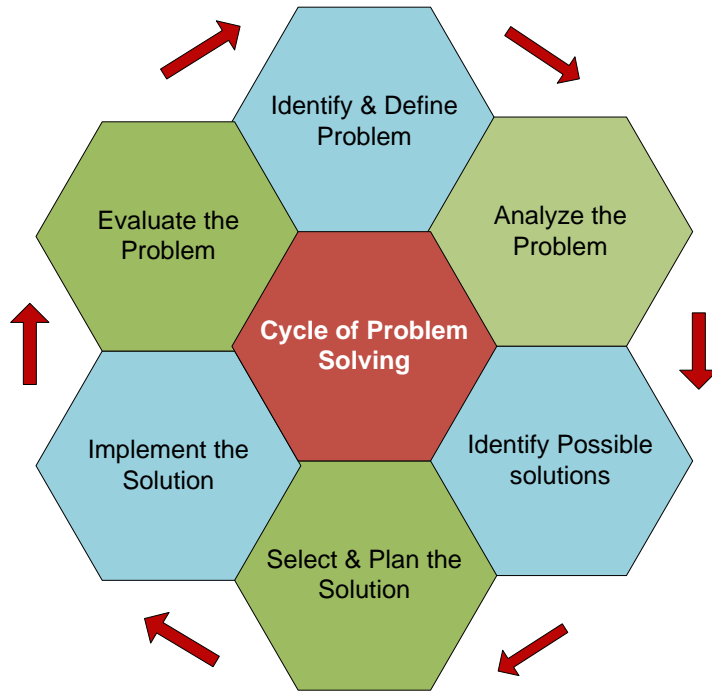 Identify & Define
Problem
Analyze the
Problem
Identify Possible
solutions
Select & Plan the
Solution
Implement the
Solution
Evaluate the
Problem
Cycle of Problem
Solving